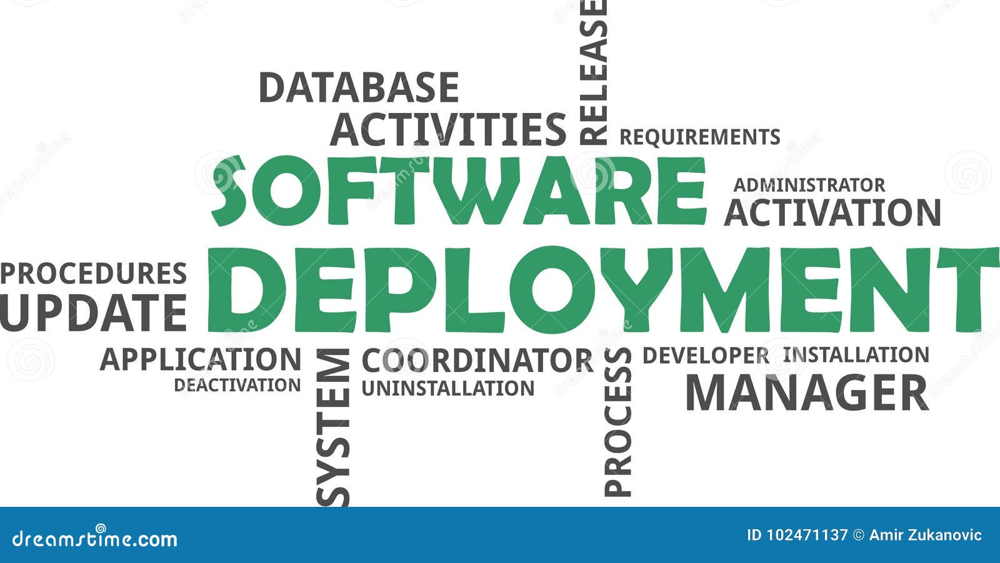 RELEASE
DATABASE
ACTIVITIES
REQUIREMENTS
SOFTWARE
ADMINISTRATOR
ACTIVATION
DEPLOYMENT
PROCEDURES
UPDATE
APPLICATION
DEACTIVATION
SYSTEM
COORDINATOR
UNINSTALLATION
PROCESS
DEVELOPER
INSTALLATION
MANAGER
dreamstime.com
ID 102471137 © Amir Zukanovic